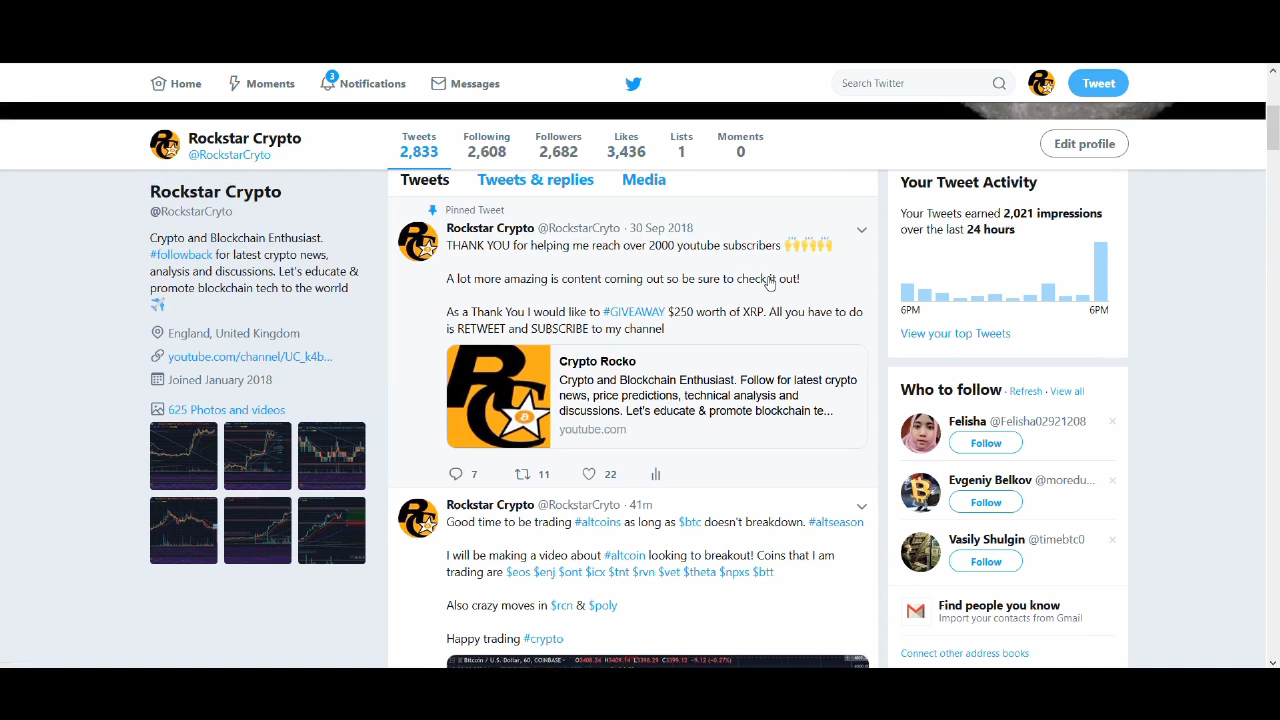 Home
Moments
3
Notifications
Messages
Search Twitter
Tweet
Rockstar Crypto
@RockstarCryto
Tweets
2,833
Following
2,608
Followers
2,682
Likes
3,436
Lists
1
Moments
0
Edit profile
Rockstar Crypto
@RockstarCryto
Crypto and Blockchain Enthusiast.
#followback for latest crypto news,
analysis and discussions. Let's educate &
promote blockchain tech to the worrld
England, United Kingdom
youtube.com/channel/UC_k4b...
Joined January 2018
625 Photos and videos
Tweets
Tweets & replies
Media
Pinned Tweet
Rockstar Crypto @RockstarCryto · 30 Sep 2018
THANK YOU for helping me reach over 2000 youtube subscribers 🙌🙌🙌🙌
A lot more amazing is content coming out so be sure to check it out!
As a Thank You I would like to #GIVEAWAY $250 worth of XRP. All you have to do
is RETWEET and SUBSCRIBE to my channel
Crypto Rocko
Crypto and Blockchain Enthusiast. Follow for latest crypto
news, price predictions, technical analysis and
discussions. Let's educate & promote blockchain te...
youtube.com
7
11
22
Rockstar Crypto @RockstarCryto · 41m
Good time to be trading #altcoins as long as $btc doesn't breakdown. #altseason
I will be making a video about #altcoin looking to breakout! Coins that I am
trading are $eos $enj $ont $icx $tnt $rvn $vet $theta $npxs $btt
Also crazy moves in $rcn & $poly
Happy trading #crypto
Bitcoin / U.S. Dollar, 60, COINBASE
Your Tweet Activity
Your Tweets earned 2,021 impressions
over the last 24 hours
6PM
6PM
View your top Tweets
Who to follow · Refresh · View all
Felisha @Felisha02921208
Follow
Evgeniy Belkov @moredu...
Follow
Vasily Shulgin @timebtc0
Follow
Find people you know
Import your contacts from Gmail
Connect other address books